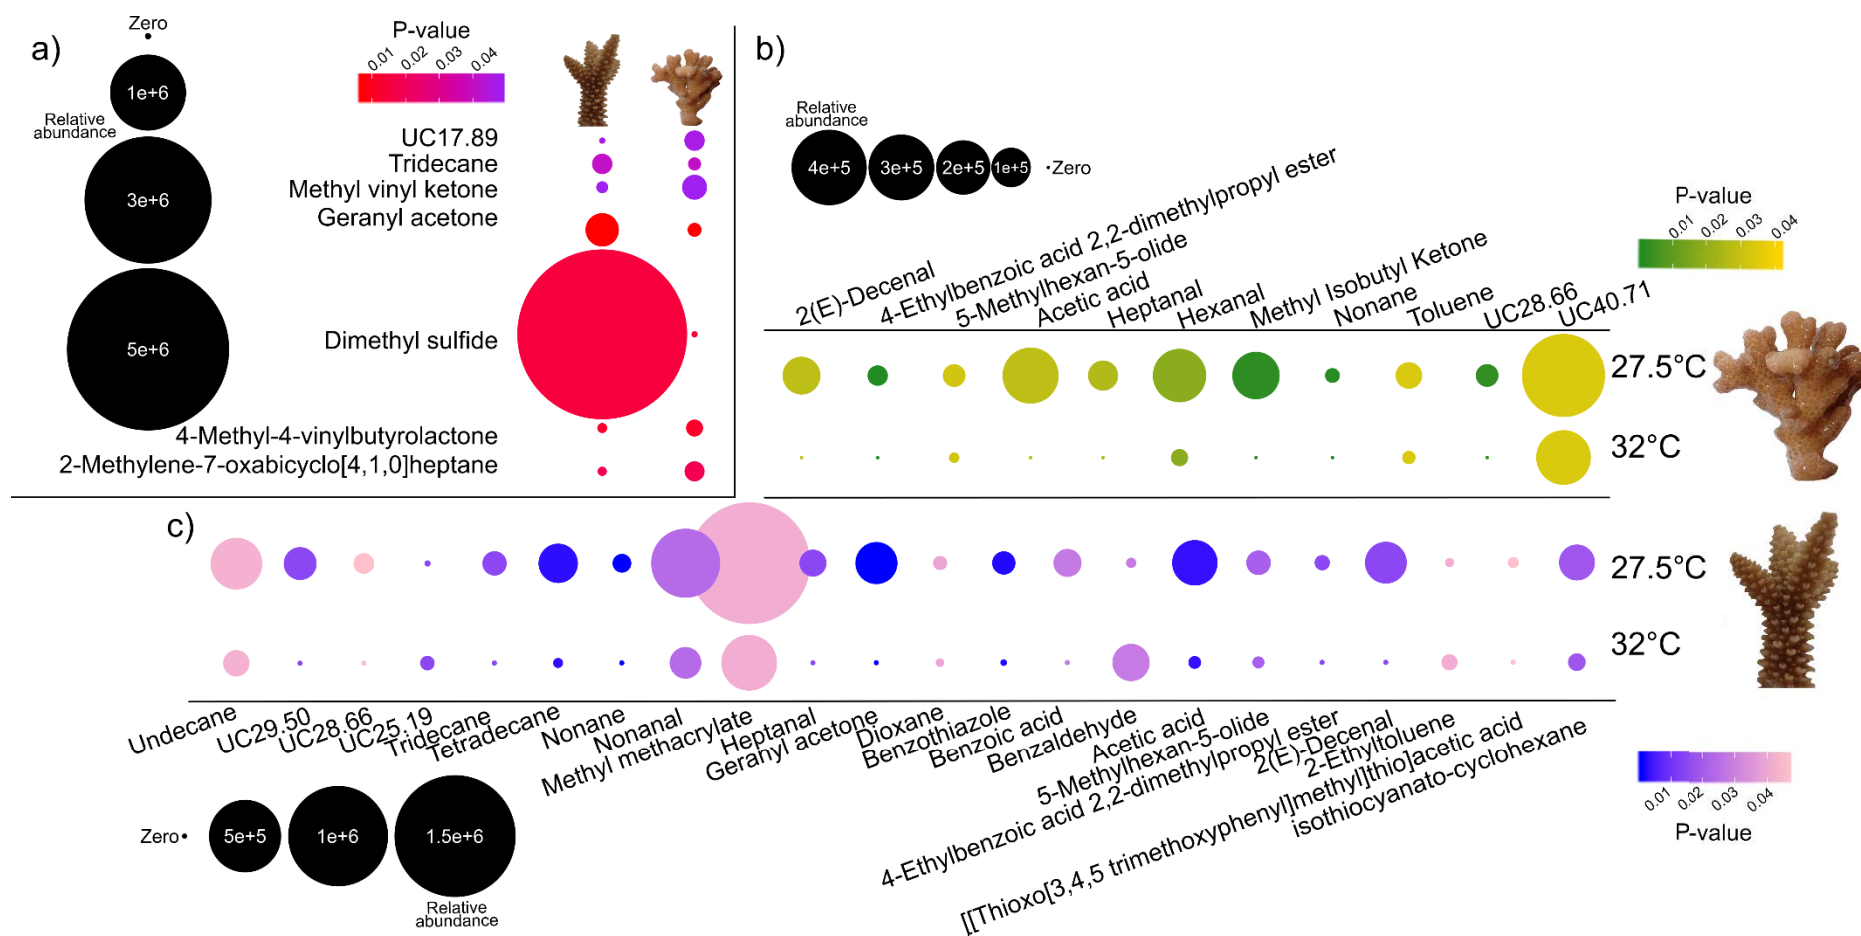 a)
Zero
1e+6
Relative
abundance
3e+6
5e+6
P-value
0.01 0.02 0.03 0.04
UC17.89
Tridecane
Methyl vinyl ketone
Geranyl acetone
Dimethyl sulfide
4-Methyl-4-vinylbutyrolactone
2-Methylene-7-oxabicyclo[4,1,0]heptane
b)
Relative
abundance
4e+5 3e+5 2e+5 1e+5 Zero
P-value
0.01 0.02 0.03 0.04
2(E)-Decenal
4-Ethylbenzoic acid 2,2-dimethylpropyl ester
5-Methylhexan-5-olide
Acetic acid
Heptanal
Hexanal
Methyl Isobutyl Ketone
Nonane
Toluene
UC28.66
UC40.71
27.5°C
32°C
c)
27.5°C
32°C
Undecane
UC29.50
UC28.66
UC25.19
Tridecane
Tetradecane
Nonane
Nonanal
Methyl methacrylate
Heptanal
Geranyl acetone
Dioxane
Benzothiazole
Benzoic acid
Benzaldehyde
Acetic acid
5-Methylhexan-5-olide
4-Ethylbenzoic acid 2,2-dimethylpropyl ester
2(E)-Decenal
2-Ethyltoluene
[[Thioxo[3,4,5 trimethoxyphenyl]methyl]thio]acetic acid
isothiocyanato-cyclohexane
Zero 5e+5 1e+6 1.5e+6
Relative
abundance
0.01 0.02 0.03 0.04
P-value